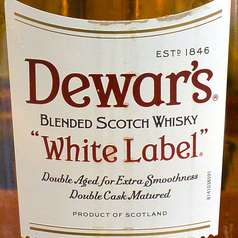 ESTD 1846
Dewar's®
BLENDED SCOTCH WHISKY
"White Label"®
Double Aged for Extra Smoothness
Double Cask Matured
PRODUCT OF SCOTLAND